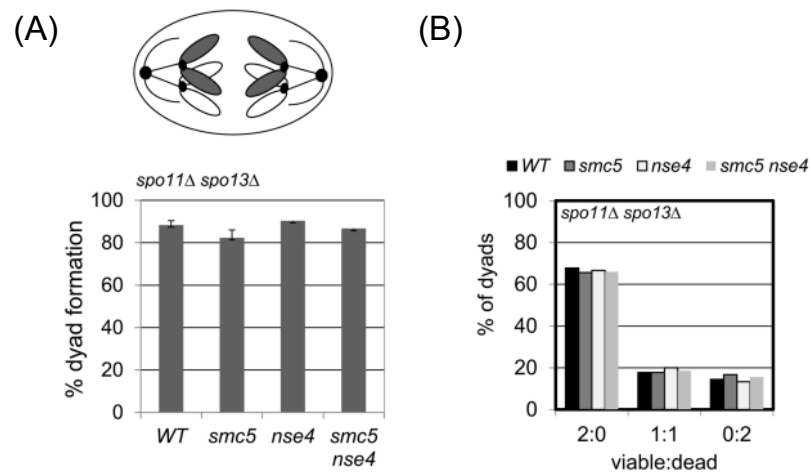 (A)
spo11Δ spo13Δ
% dyad formation
100
80
60
40
20
0
WT smc5 nse4 smc5
nse4
(B)
WT smc5 nse4 smc5 nse4
spo11Δ spo13Δ
% of dyads
100
80
60
40
20
0
2:0 1:1 0:2
viable:dead